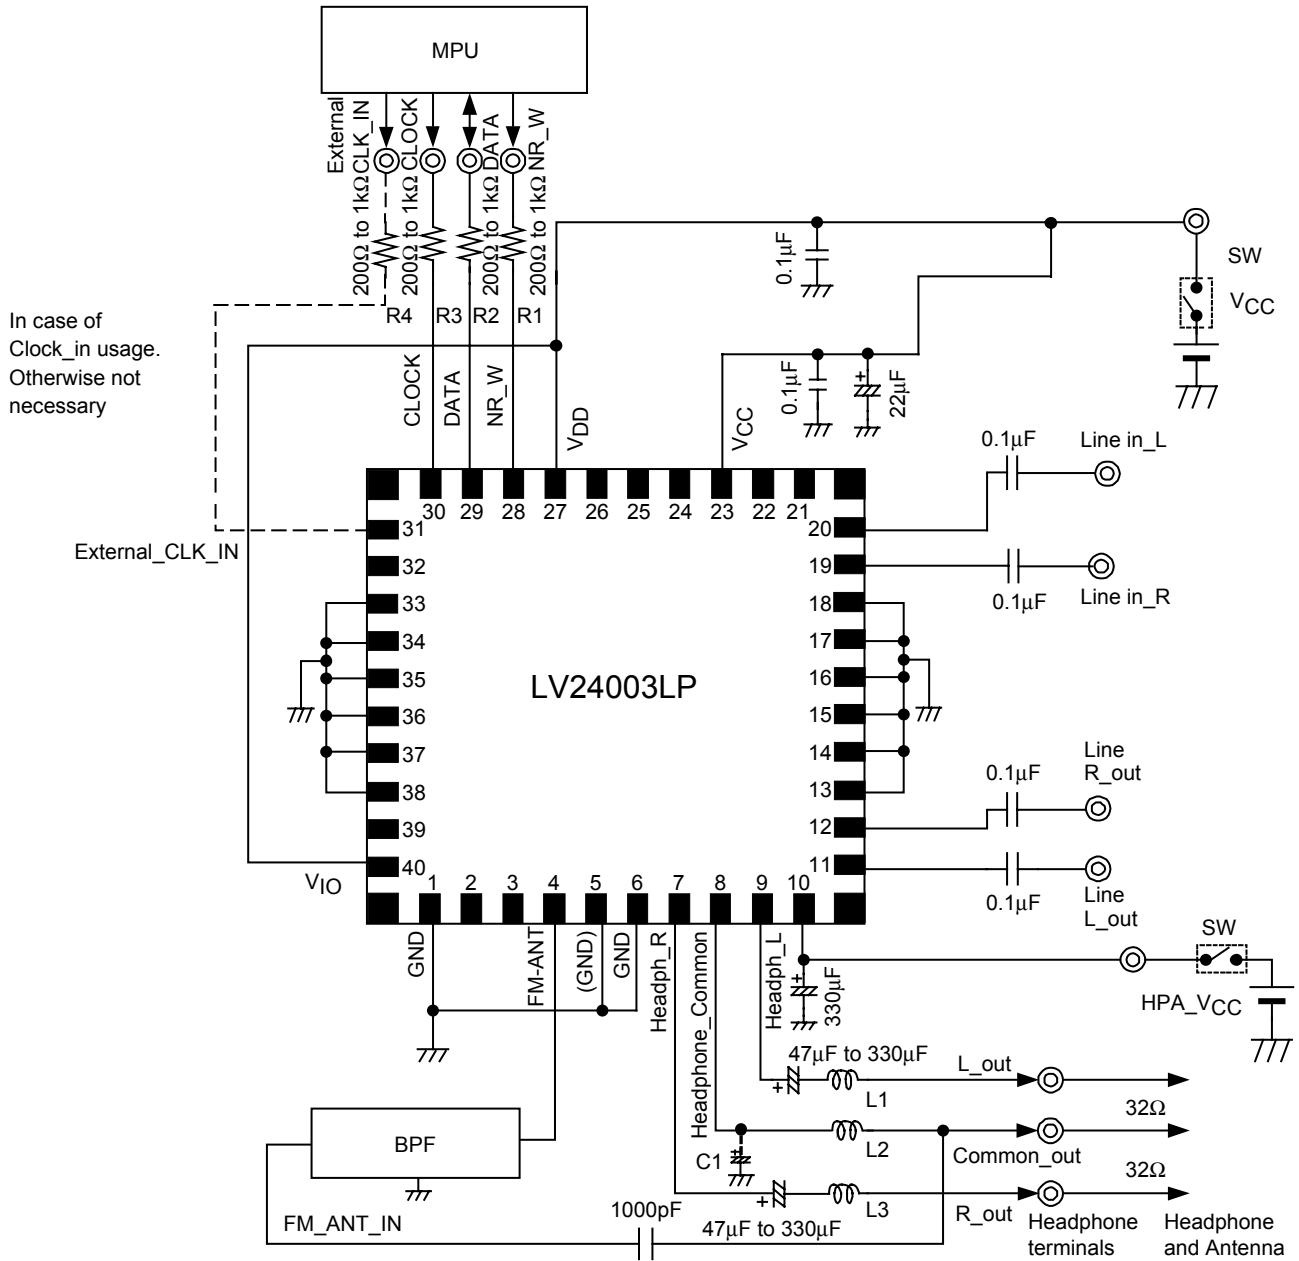 MPU
External
CLK_IN
CLOCK
DATA
NR_W
200Ω to 1kΩ
200Ω to 1kΩ
200Ω to 1kΩ
200Ω to 1kΩ
R4
R3
R2
R1
In case of
Clock_in usage.
Otherwise not
necessary
CLOCK
DATA
NR_W
VDD
VCC
0.1µF
0.1µF
22µF
+
SW
VCC
0.1µF
Line in_L
0.1µF
Line in_R
External_CLK_IN
30
29
28
27
26
25
24
23
22
21
31
32
33
34
35
36
37
38
39
40
20
19
18
17
16
15
14
13
12
11
LV24003LP
0.1µF
Line
R_out
0.1µF
Line
L_out
VIO
1
2
3
4
5
6
7
8
9
10
GND
FM-ANT
(GND)
GND
Headph_R
Headphone_Common
Headph_L
+
330µF
SW
HPA_VCC
47µF to 330µF
+
L1
L_out
32Ω
BPF
C1
+
L2
Common_out
32Ω
+
L3
R_out
FM_ANT_IN
1000pF
47µF to 330µF
Headphone
terminals
Headphone
and Antenna